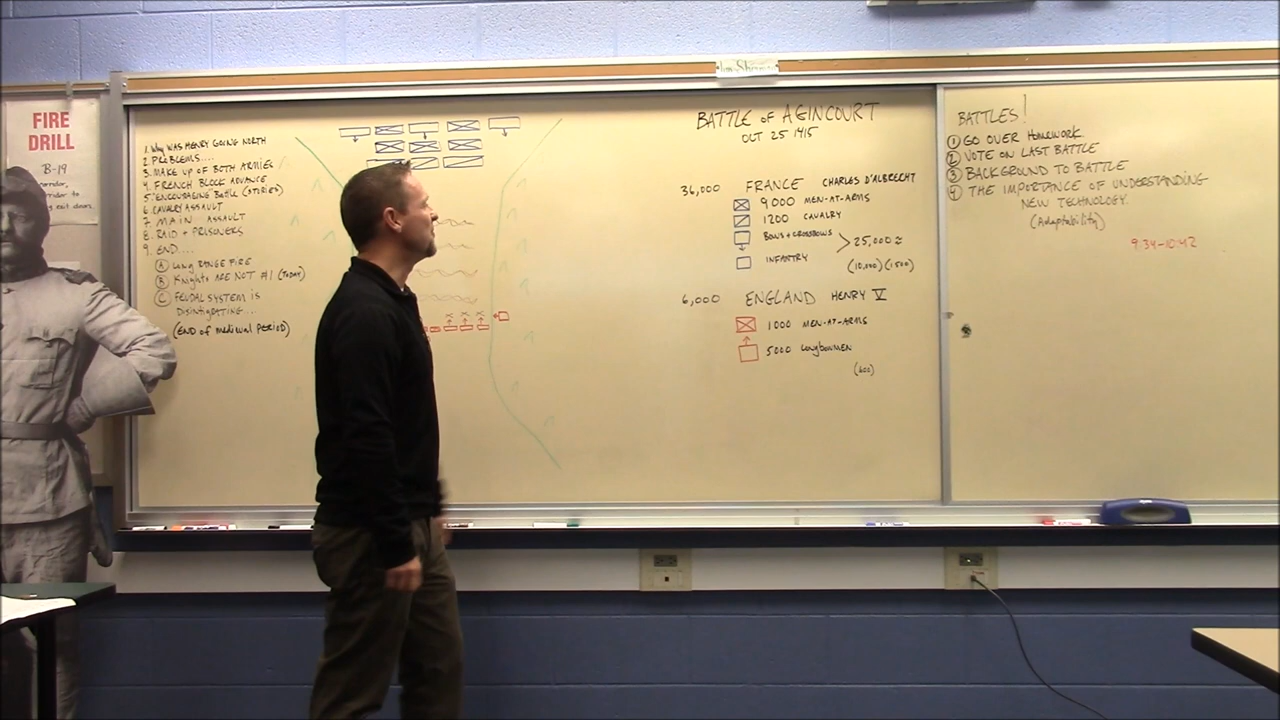 FIRE
DRILL
B-19
exit door.
1. Why WAS HENRY GOING NORTH
2. PROBLEMS....
3. MAKE UP OF BOTH ARMIES
4. FRENCH BLOCK ADVANCE
5. ENCOURAGING BATTLE (STORIES)
6. CAVALRY ASSAULT
7. MAIN ASSAULT
8. RAID + PRISONERS
9. END....
(A) LONG RANGE FIRE
(B) KNIGHTS ARE NOT #1 (TODAY)
(C) FEUDAL SYSTEM IS
DISINTIGRATING...
(END OF MEDIEVAL PERIOD)
BATTLE OF AGINCOURT
OCT 25 1415
36,000 FRANCE CHARLES D'ALBRECHT
9000 MEN-AT-ARMS
1200 CAVALRY
BOWS + CROSSBOWS
25,000 ≈
INFANTRY
(10,000) (1500)
6,000 ENGLAND HENRY V
1000 MEN-AT-ARMS
5000 LONGBOWMEN
(600)
BATTLES!
(1) GO OVER HOMEWORK
(2) VOTE ON LAST BATTLE
(3) BACKGROUND TO BATTLE
(4) THE IMPORTANCE OF UNDERSTANDING
NEW TECHNOLOGY.
(Adaptability)
9:34-10:42